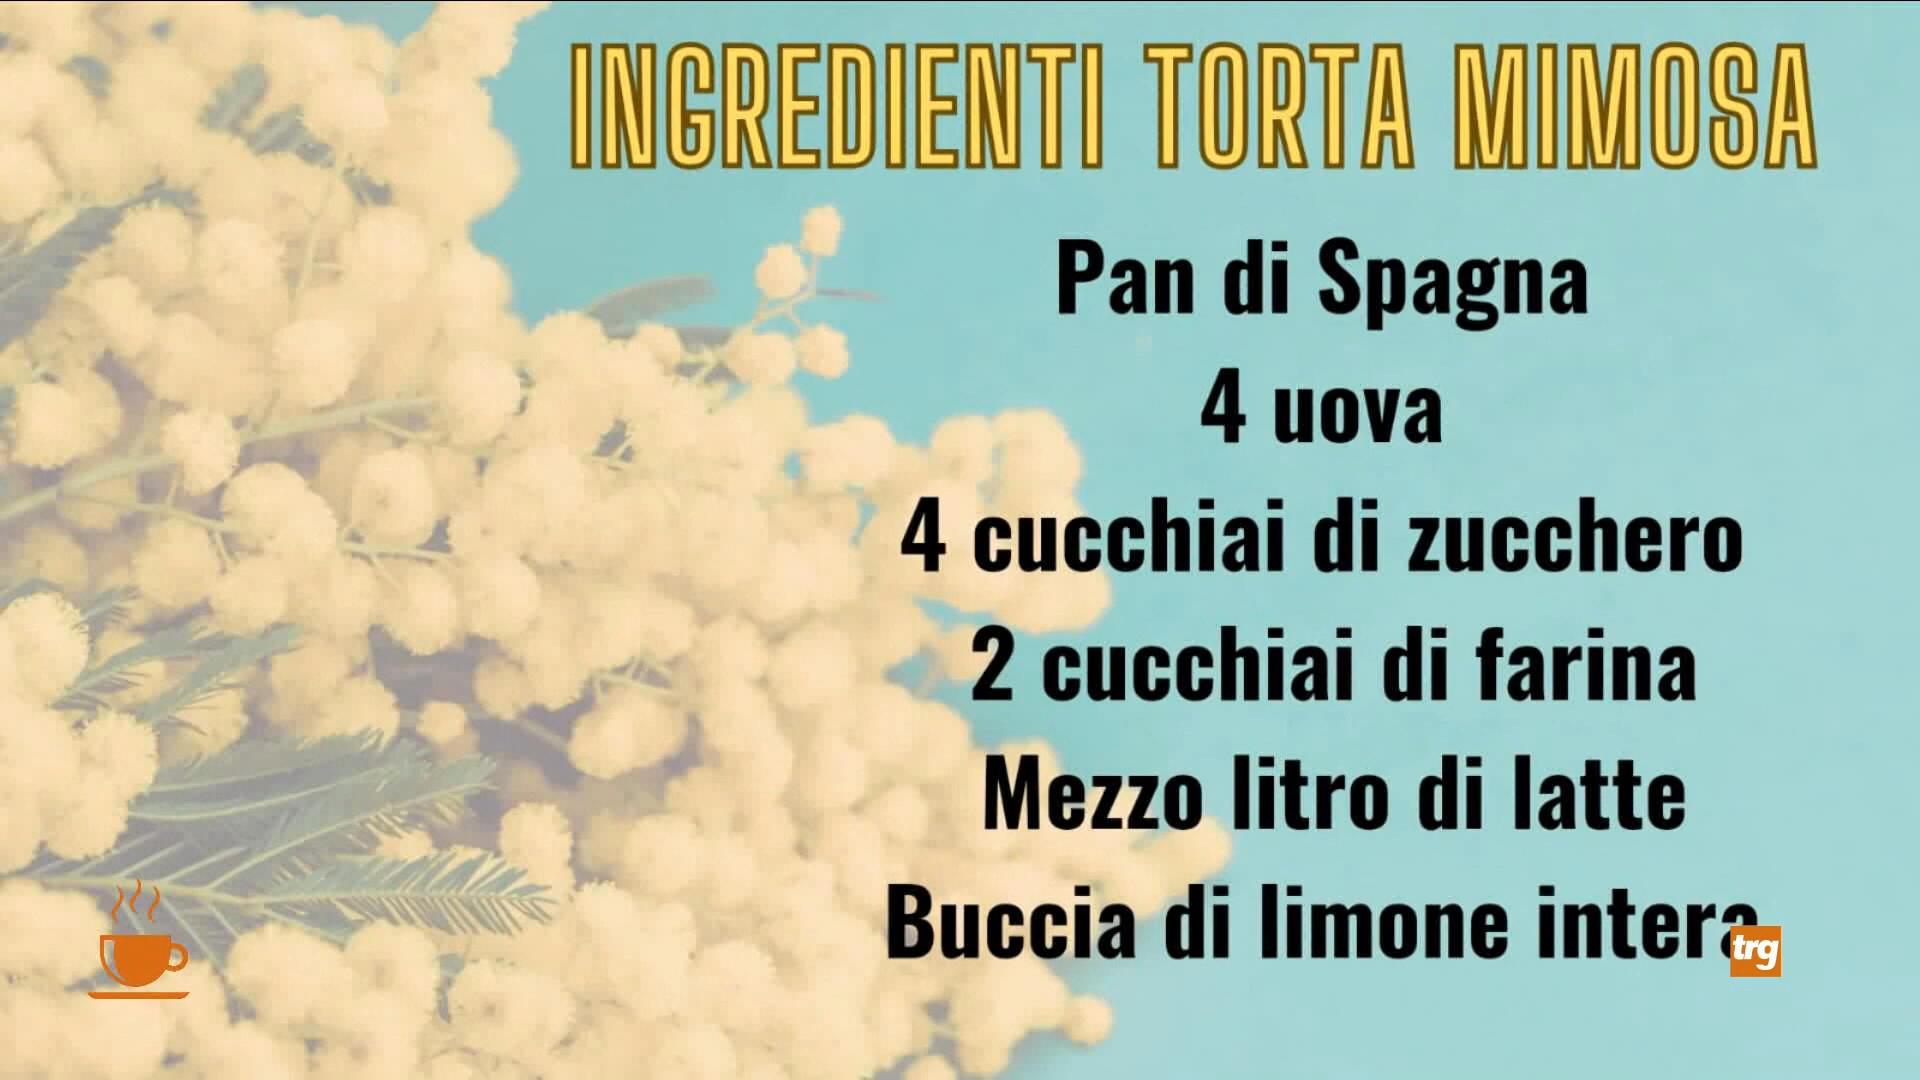 INGREDIENTI TORTA MIMOSA
Pan di Spagna
4 uova
4 cucchiai di zucchero
2 cucchiai di farina
Mezzo litro di latte
Buccia di limone intera
trg